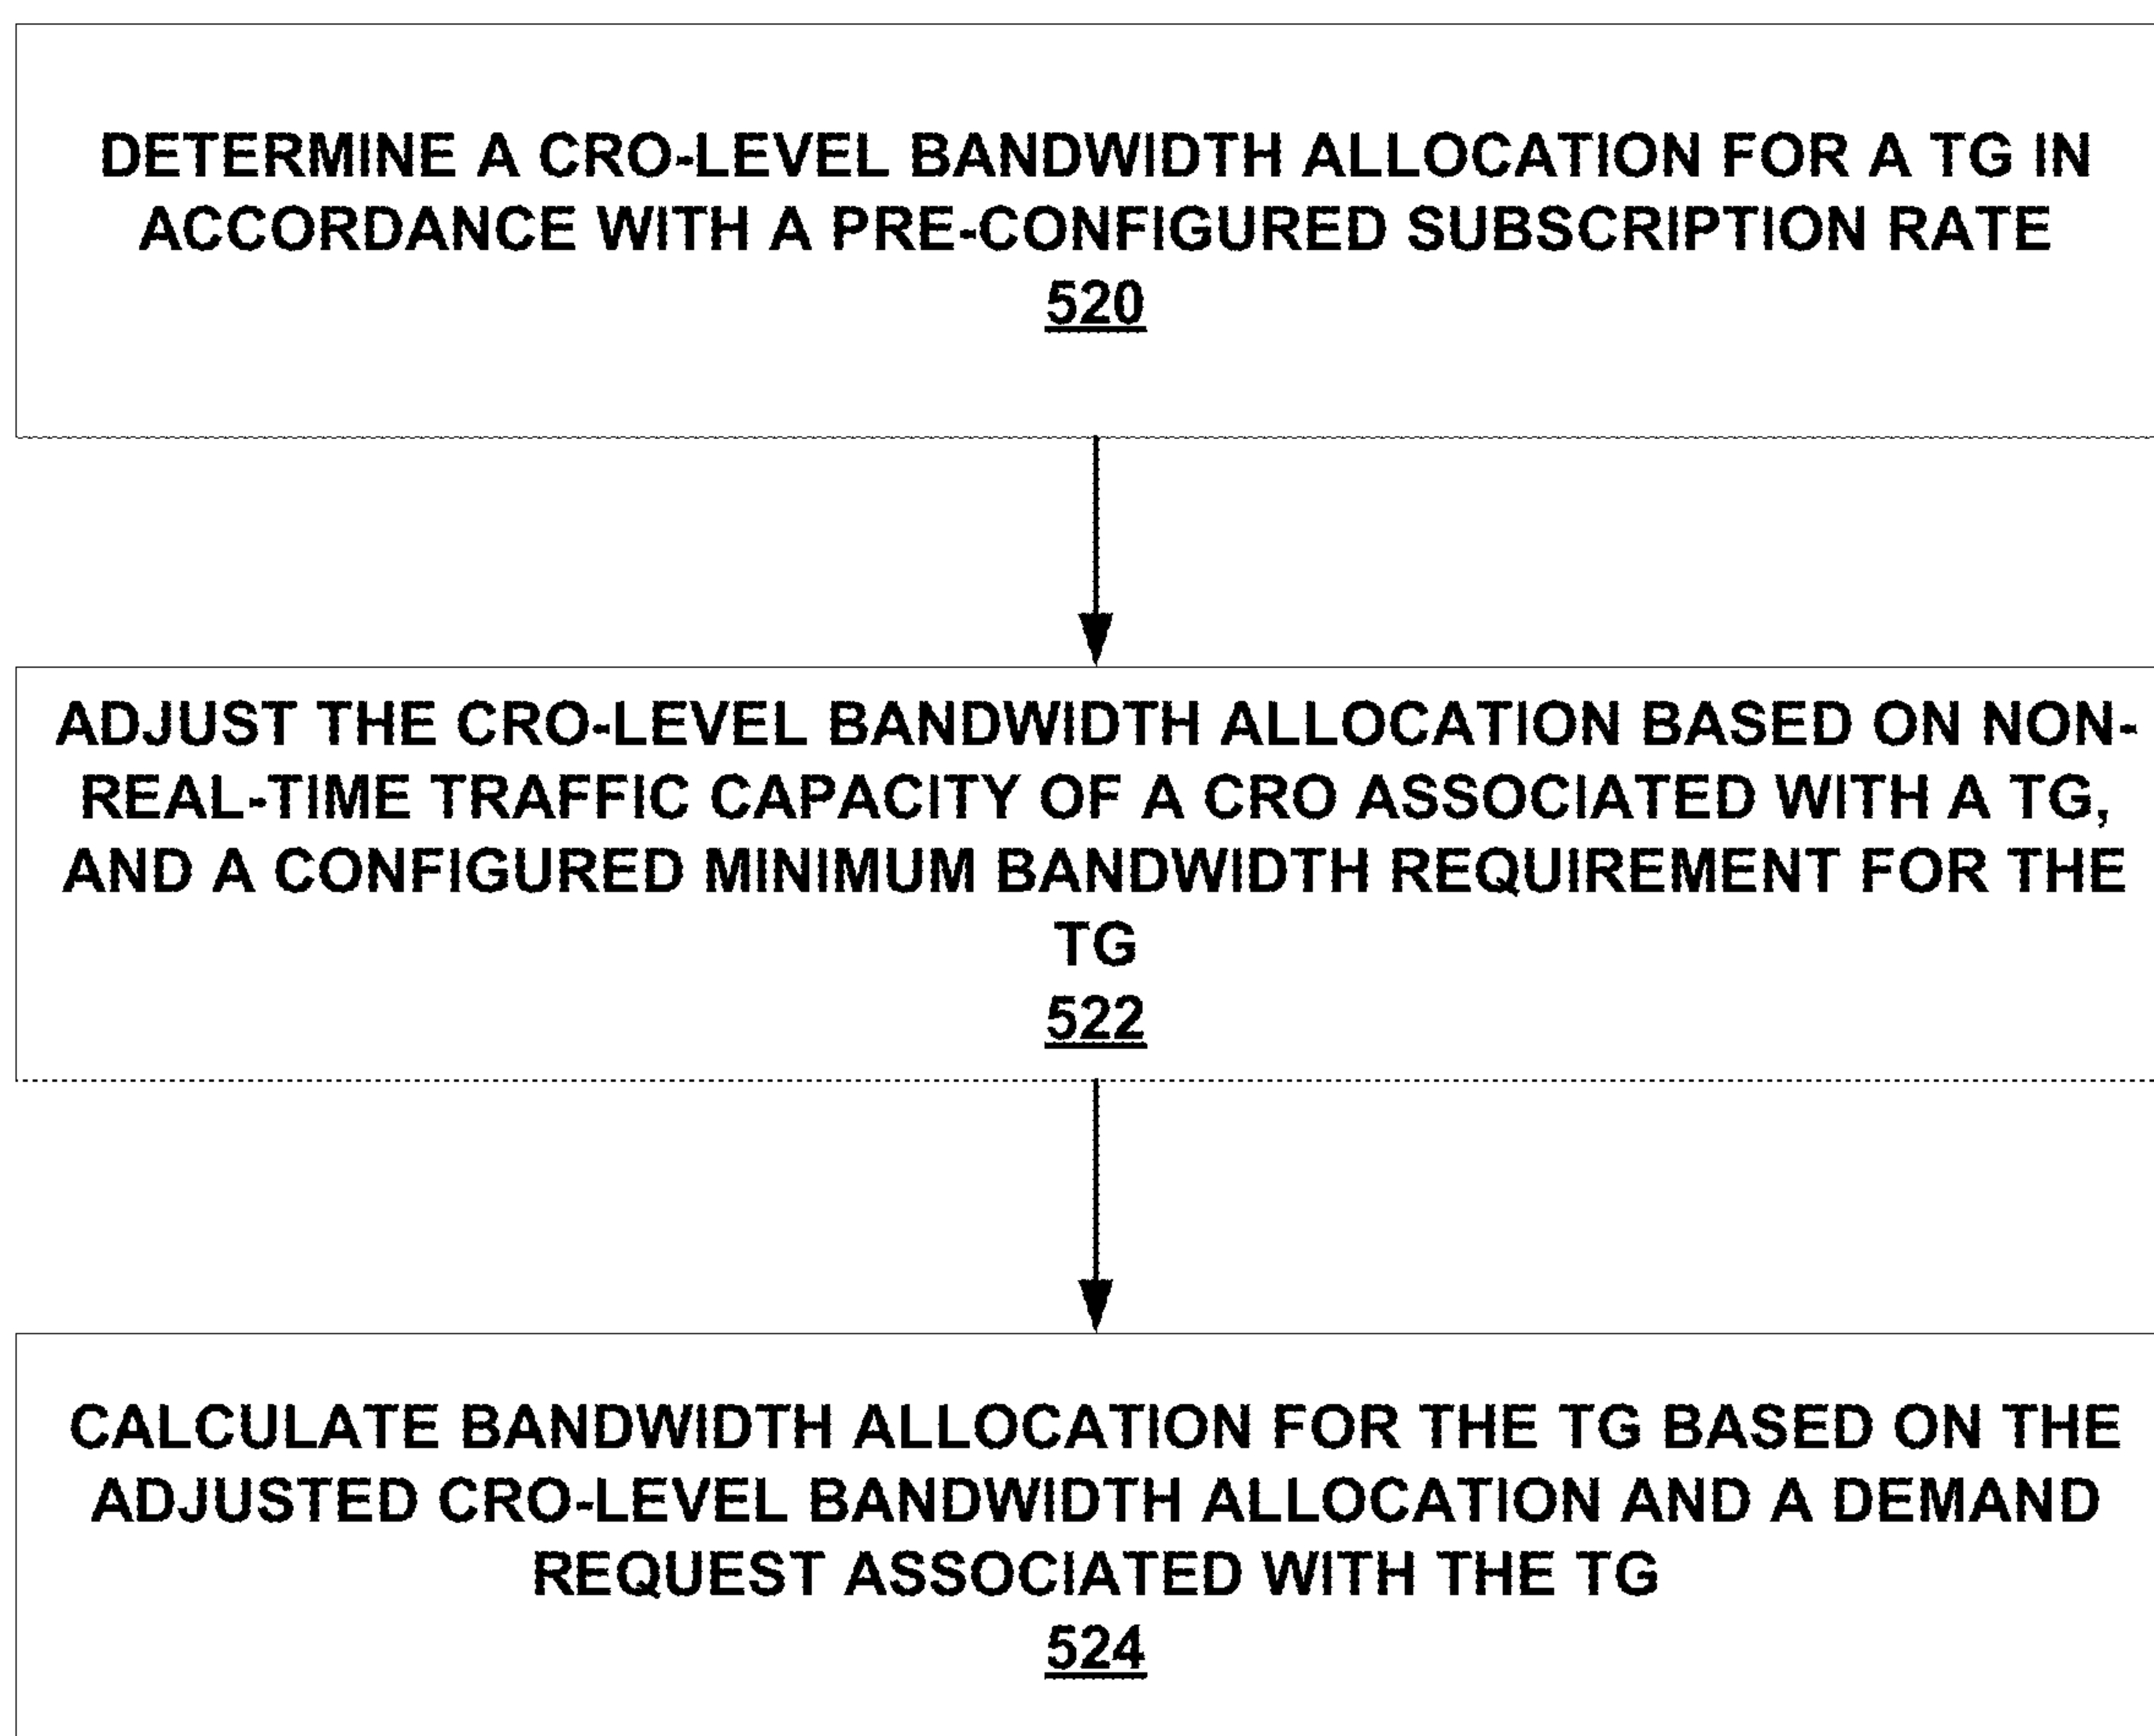 DETERMINE A CRO-LEVEL BANDWIDTH ALLOCATION FOR A TG IN
ACCORDANCE WITH A PRE-CONFIGURED SUBSCRIPTION RATE
520
ADJUST THE CRO-LEVEL BANDWIDTH ALLOCATION BASED ON NON-
REAL-TIME TRAFFIC CAPACITY OF A CRO ASSOCIATED WITH A TG,
AND A CONFIGURED MINIMUM BANDWIDTH REQUIREMENT FOR THE
TG
522
CALCULATE BANDWIDTH ALLOCATION FOR THE TG BASED ON THE
ADJUSTED CRO-LEVEL BANDWIDTH ALLOCATION AND A DEMAND
REQUEST ASSOCIATED WITH THE TG
524